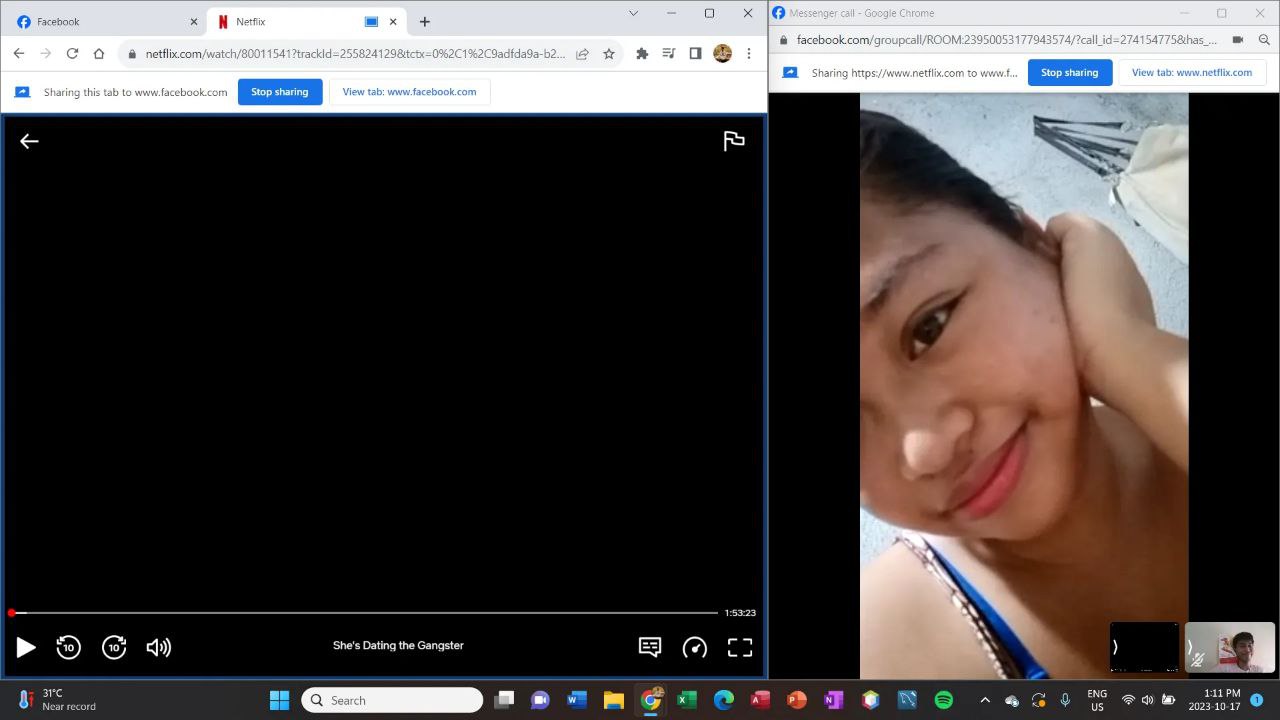 Facebook
Netflix
netflix.com/watch/80011541?trackId=255824129&tctx=0%2C1%2C9adfda9a-b2...
Sharing this tab to www.facebook.com
Stop sharing
View tab: www.facebook.com
1:53:23
10
10
She's Dating the Gangster
Messenger call - Google Chrome
facebook.com/groupcall/ROOM:23950053177943574/?call_id=274154775&has_...
Sharing https://www.netflix.com to www.f...
Stop sharing
View tab: www.netflix.com
31°C
Near record
Search
ENG
US
1:11 PM
2023-10-17
1